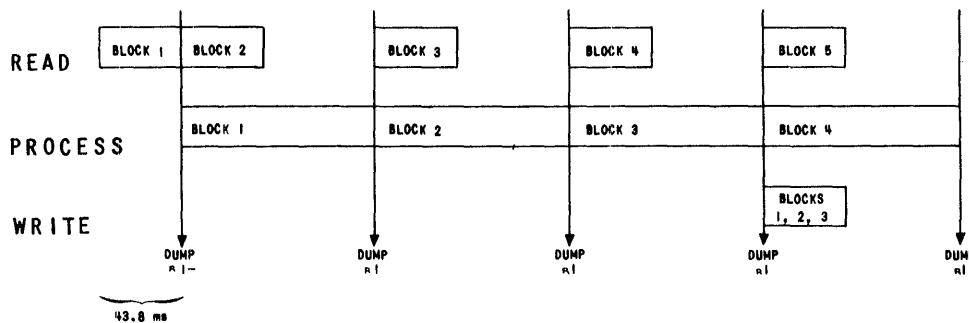 READ
BLOCK 1
BLOCK 2
BLOCK 3
BLOCK 4
BLOCK 5
PROCESS
BLOCK 1
BLOCK 2
BLOCK 3
BLOCK 4
WRITE
BLOCKS
1, 2, 3
DUMP
DUMP
DUMP
DUMP
DUM
43.8 ms